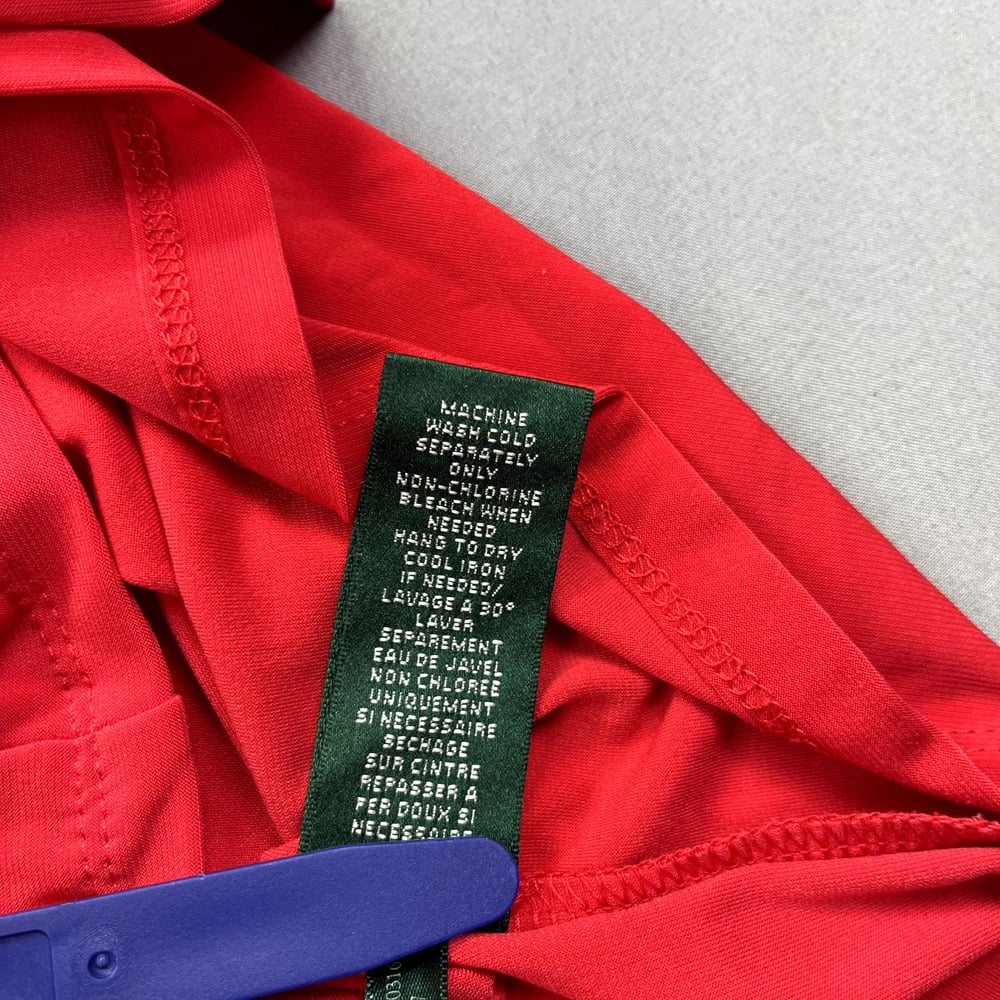 MACHINE
WASH COLD
SEPARATELY
ONLY
NON-CHLORINE
BLEACH WHEN
NEEDED
HANG TO DRY
COOL IRON
IF NEEDED/
LAVAGE A 30°
LAVER
SEPAREMENT
EAU DE JAVEL
NON CHLOREE
UNIQUEMENT
SI NECESSAIRE
SECHAGE
SUR CINTRE
REPASSER A
FER DOUX SI
NECESSAIRE